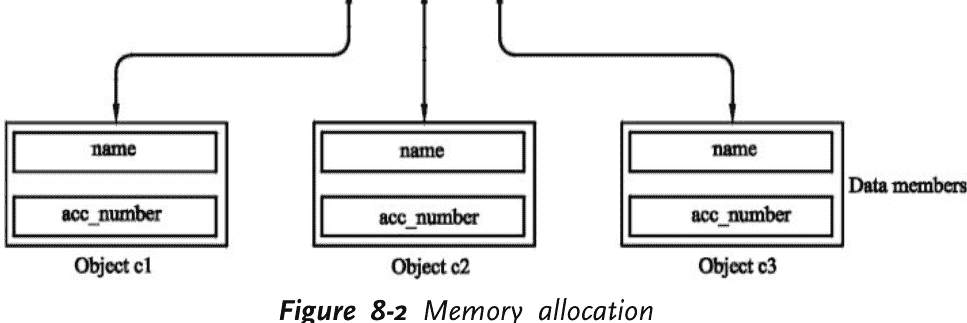 name name name
Data members
acc_number acc_number acc_number
Object c1 Object c2 Object c3
Figure 8-2 Memory allocation